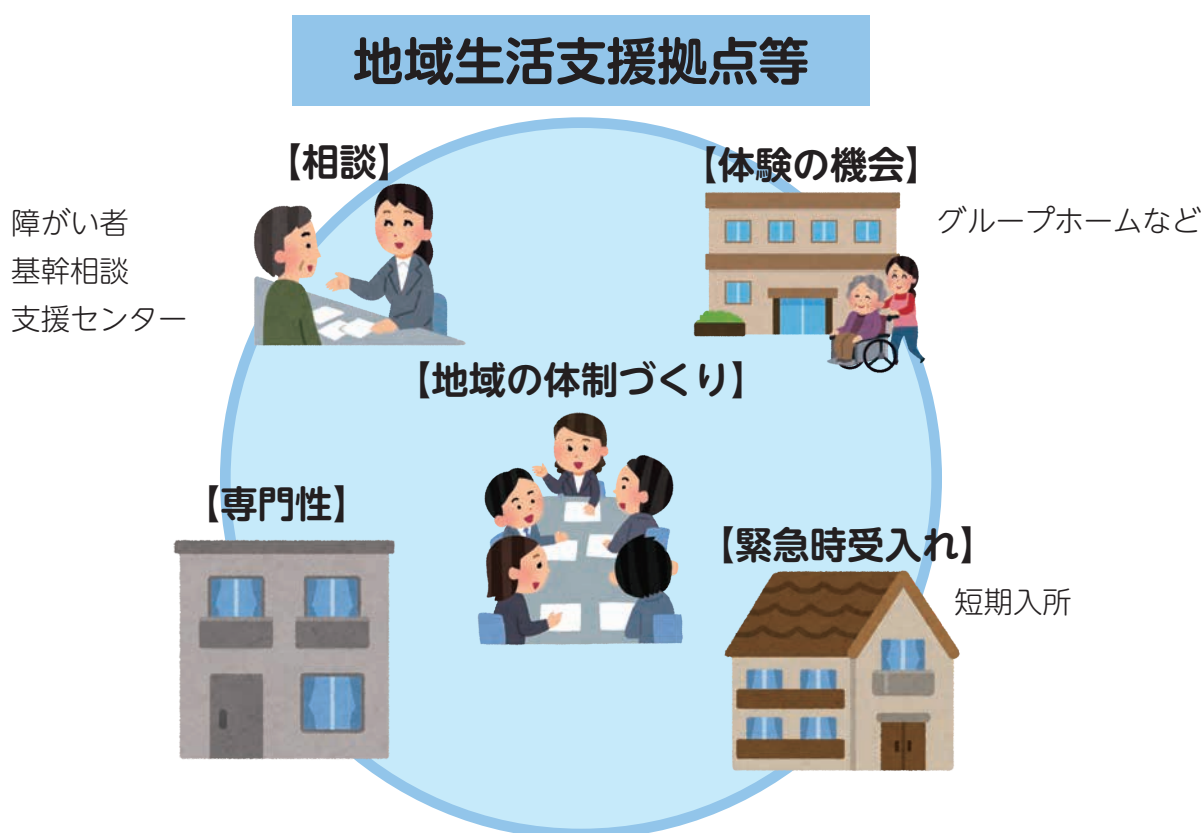 地域生活支援拠点等
【相談】
障がい者
基幹相談
支援センター
【体験の機会】
グループホームなど
【地域の体制づくり】
【専門性】
【緊急時受入れ】
短期入所